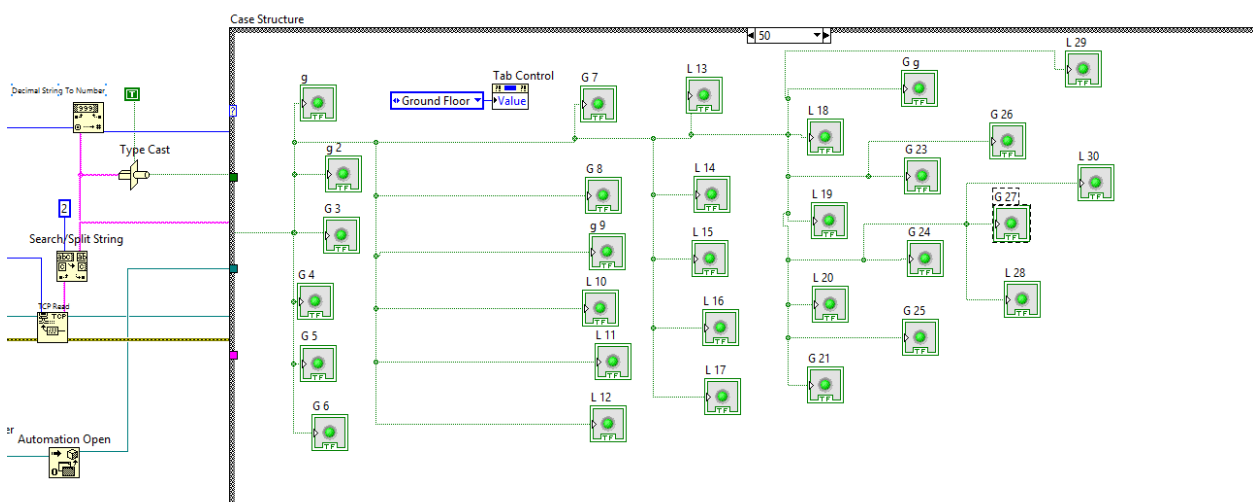 Case Structure
50
L 29
g
Tab Control
G 7
L 13
G g
Decimal String To Number
Ground Floor
Value
L 18
G 26
Type Cast
g 2
G 8
L 14
G 23
L 30
2
G 3
g 9
L 15
L 19
G 27
Search/Split String
G 24
G 4
L 10
L 16
L 20
L 28
TCP Read
TCP
G 5
L 11
G 25
L 17
G 21
G 6
L 12
er
Automation Open